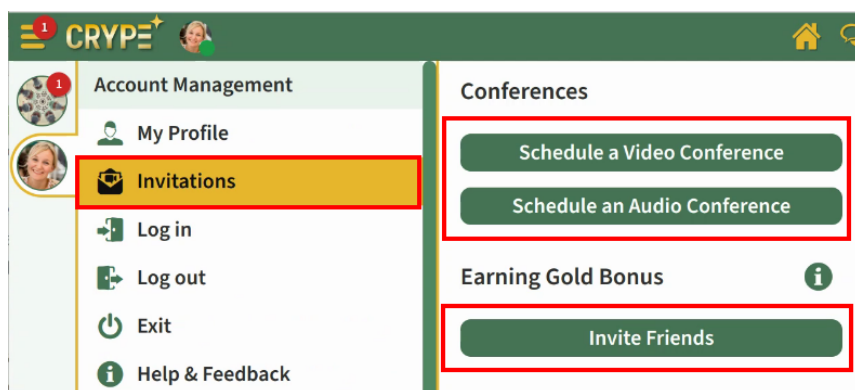 1 CRYPE
1
Account Management
My Profile
Invitations
Log in
Log out
Exit
Help & Feedback
Conferences
Schedule a Video Conference
Schedule an Audio Conference
Earning Gold Bonus
Invite Friends